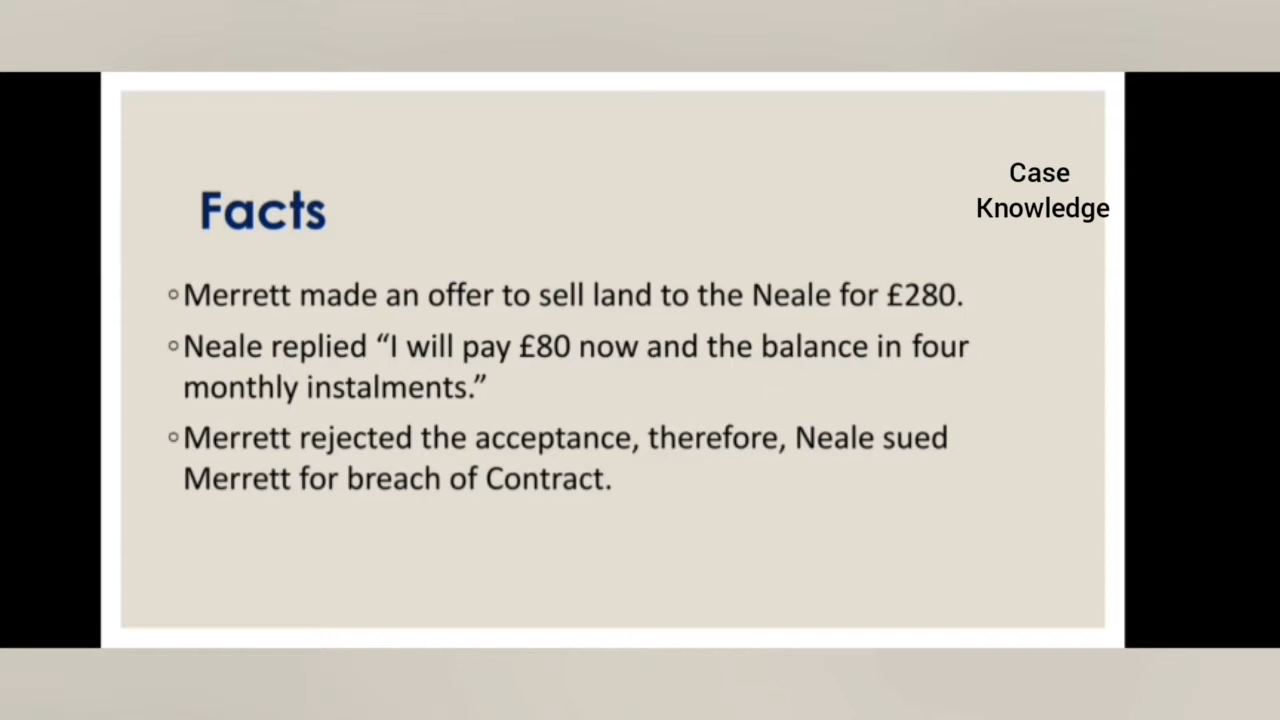 Case
Knowledge
Facts
◦Merrett made an offer to sell land to the Neale for £280.
◦Neale replied “I will pay £80 now and the balance in four
monthly instalments.”
◦Merrett rejected the acceptance, therefore, Neale sued
Merrett for breach of Contract.